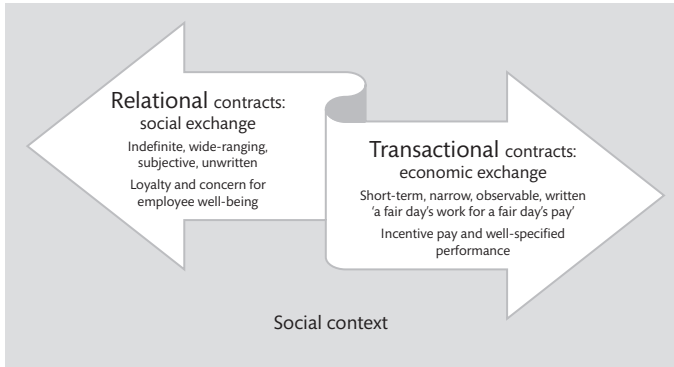 Relational contracts:
social exchange
Indefinite, wide-ranging,
subjective, unwritten
Loyalty and concern for
employee well-being
Transactional contracts:
economic exchange
Short-term, narrow, observable, written
‘a fair day’s work for a fair day’s pay’
Incentive pay and well-specified
performance
Social context